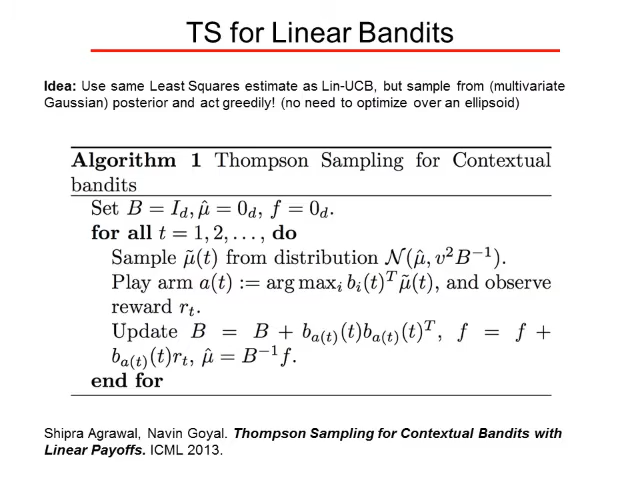 TS for Linear Bandits
Idea: Use same Least Squares estimate as Lin-UCB, but sample from (multivariate
Gaussian) posterior and act greedily! (no need to optimize over an ellipsoid)
Algorithm 1 Thompson Sampling for Contextual
bandits
Set B = I_d, μ̂ = 0_d, f = 0_d.
for all t = 1, 2, . . . , do
Sample μ̃(t) from distribution N(μ̂, v²B⁻¹).
Play arm a(t) := arg max_i b_i(t)^T μ̃(t), and observe
reward r_t.
Update B = B + b_{a(t)}(t)b_{a(t)}(t)^T, f = f +
b_{a(t)}(t)r_t, μ̂ = B⁻¹f.
end for
Shipra Agrawal, Navin Goyal. Thompson Sampling for Contextual Bandits with
Linear Payoffs. ICML 2013.